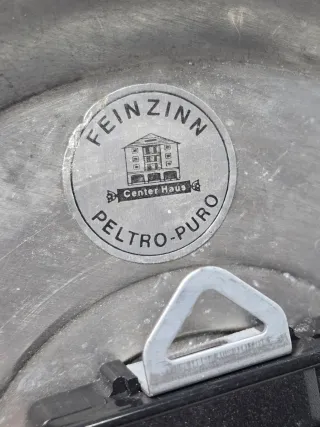 FEINZINN
Center Haus
PELTRO-PURO